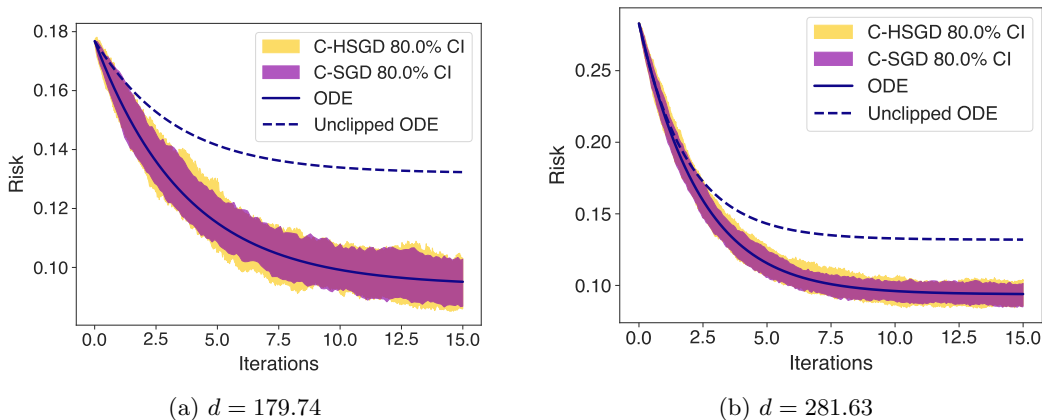 0.18
0.16
0.14
0.12
0.10
Risk
C-HSGD 80.0% CI
C-SGD 80.0% CI
ODE
Unclipped ODE
0.0 2.5 5.0 7.5 10.0 12.5 15.0
Iterations
(a) d = 179.74
0.25
0.20
0.15
0.10
Risk
C-HSGD 80.0% CI
C-SGD 80.0% CI
ODE
Unclipped ODE
0.0 2.5 5.0 7.5 10.0 12.5 15.0
Iterations
(b) d = 281.63